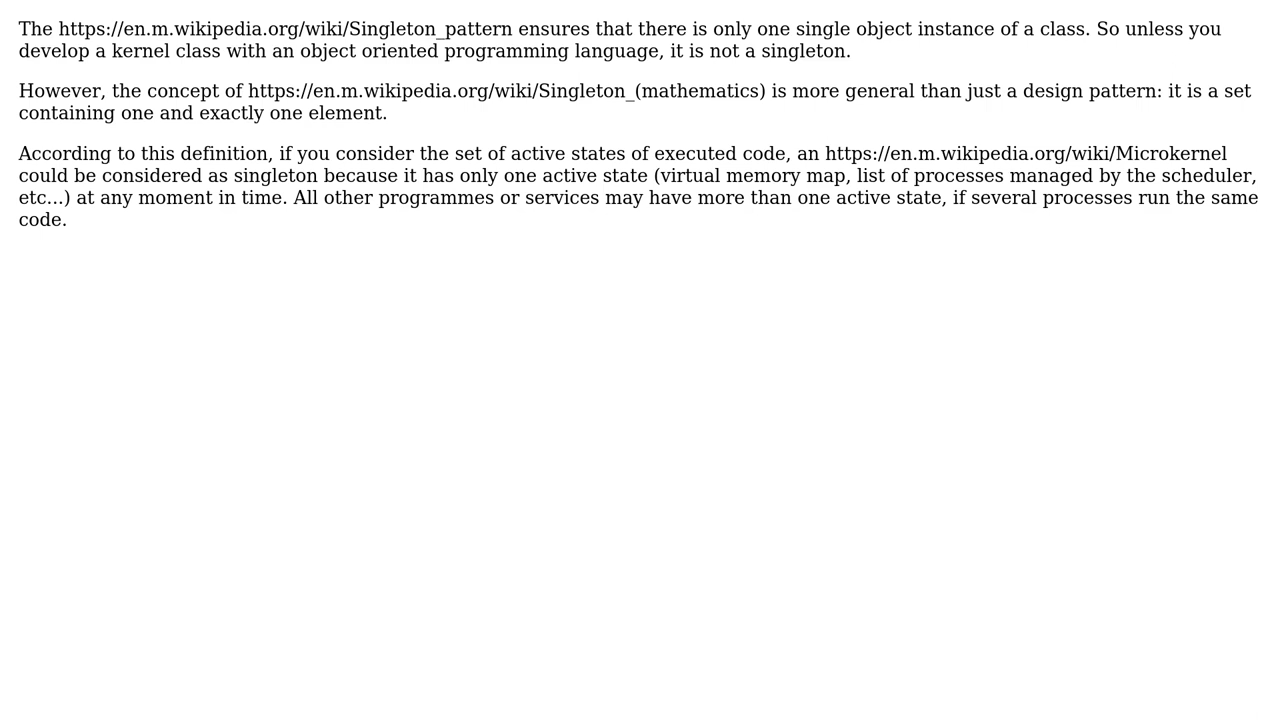 The https://en.m.wikipedia.org/wiki/Singleton_pattern ensures that there is only one single object instance of a class. So unless you
develop a kernel class with an object oriented programming language, it is not a singleton.
However, the concept of https://en.m.wikipedia.org/wiki/Singleton_(mathematics) is more general than just a design pattern: it is a set
containing one and exactly one element.
According to this definition, if you consider the set of active states of executed code, an https://en.m.wikipedia.org/wiki/Microkernel
could be considered as singleton because it has only one active state (virtual memory map, list of processes managed by the scheduler,
etc...) at any moment in time. All other programmes or services may have more than one active state, if several processes run the same
code.